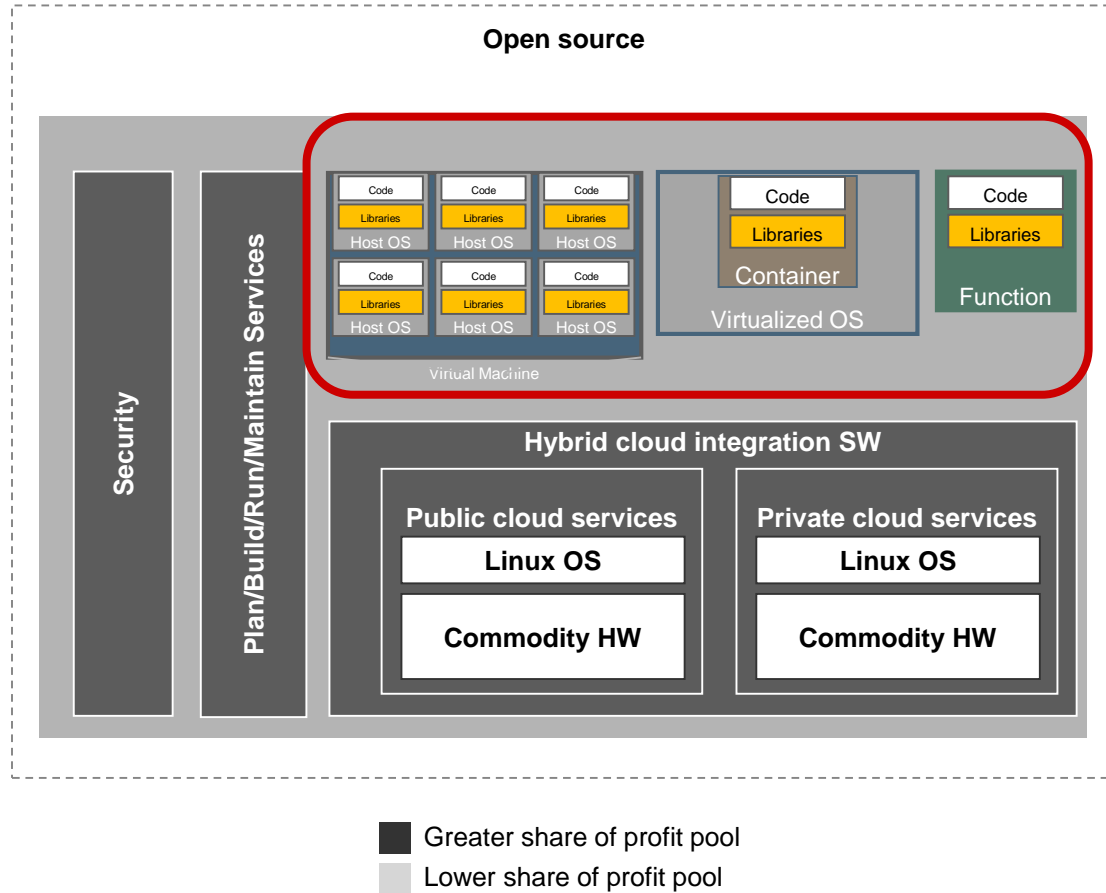 Open source
Security
Plan/Build/Run/Maintain Services
Code
Libraries
Host OS
Code
Libraries
Host OS
Code
Libraries
Host OS
Code
Libraries
Host OS
Code
Libraries
Host OS
Code
Libraries
Host OS
Virtual Machine
Code
Libraries
Container
Virtualized OS
Code
Libraries
Function
Hybrid cloud integration SW
Public cloud services
Linux OS
Commodity HW
Private cloud services
Linux OS
Commodity HW
Greater share of profit pool
Lower share of profit pool